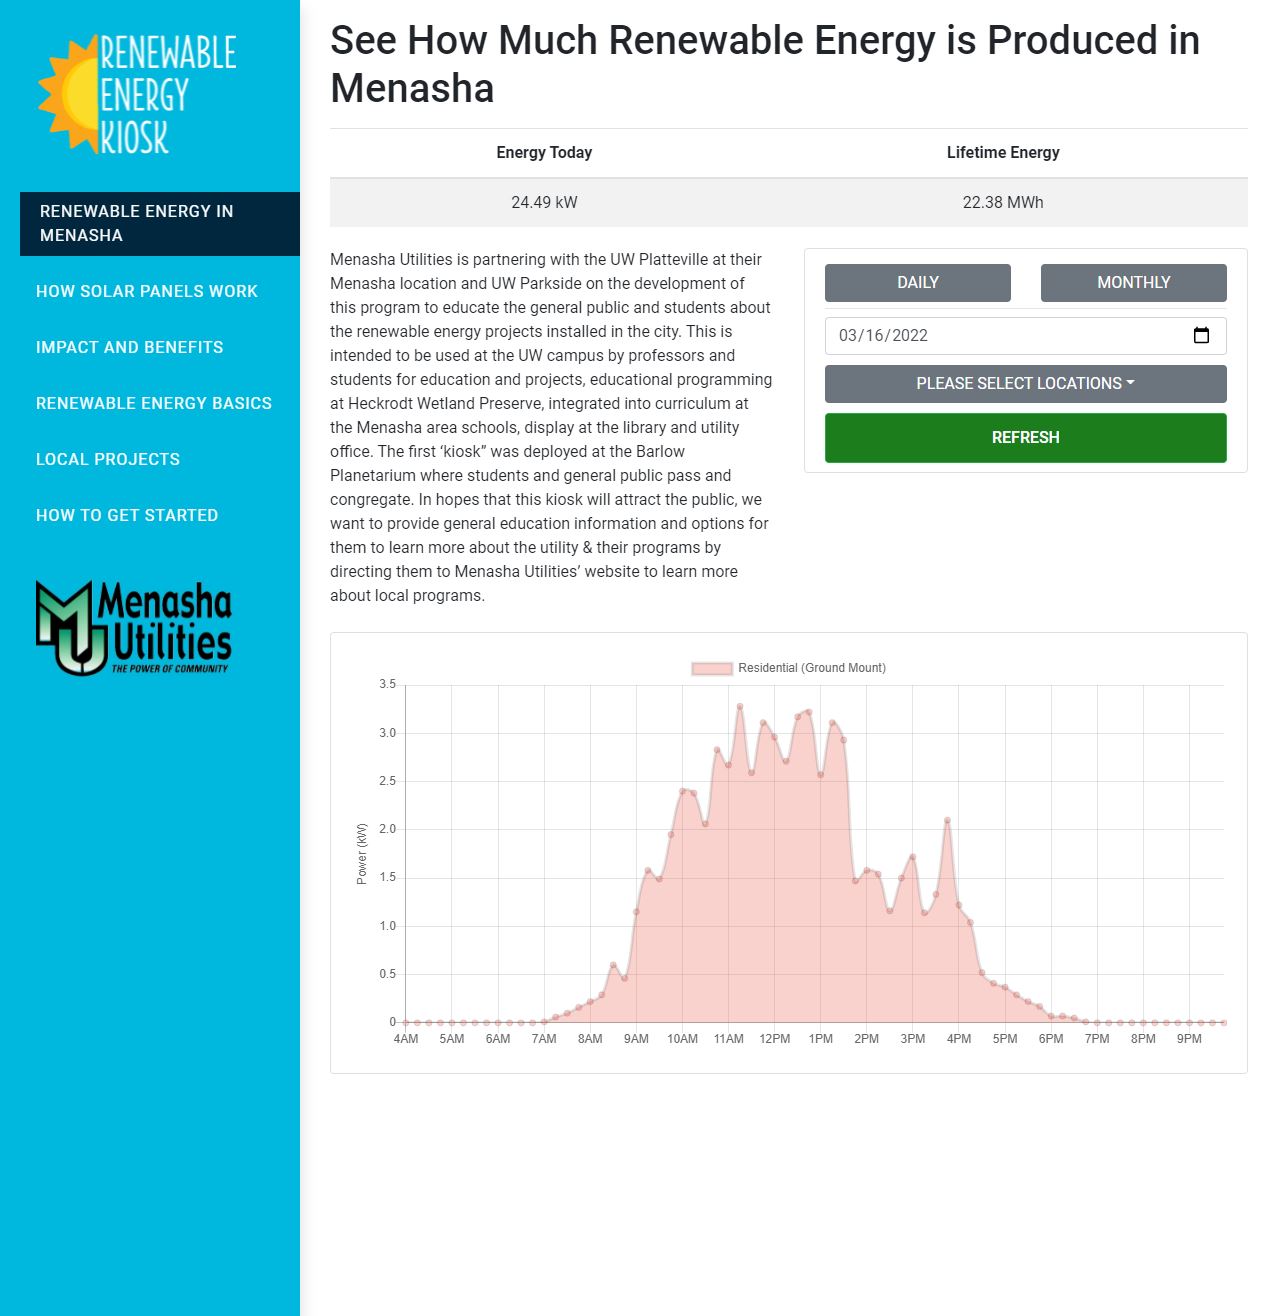 RENEWABLE
ENERGY
KIOSK
RENEWABLE ENERGY IN
MENASHA
HOW SOLAR PANELS WORK
IMPACT AND BENEFITS
RENEWABLE ENERGY BASICS
LOCAL PROJECTS
HOW TO GET STARTED
MU Menasha
Utilities
THE POWER OF COMMUNITY
See How Much Renewable Energy is Produced in
Menasha
Energy Today Lifetime Energy
24.49 kW 22.38 MWh
Menasha Utilities is partnering with the UW Platteville at their
Menasha location and UW Parkside on the development of
this program to educate the general public and students about
the renewable energy projects installed in the city. This is
intended to be used at the UW campus by professors and
students for education and projects, educational programming
at Heckrodt Wetland Preserve, integrated into curriculum at
the Menasha area schools, display at the library and utility
office. The first ‘kiosk” was deployed at the Barlow
Planetarium where students and general public pass and
congregate. In hopes that this kiosk will attract the public, we
want to provide general education information and options for
them to learn more about the utility & their programs by
directing them to Menasha Utilities’ website to learn more
about local programs.
DAILY MONTHLY
03/16/2022
PLEASE SELECT LOCATIONS
REFRESH
Residential (Ground Mount)
Power (kW)
3.5
3.0
2.5
2.0
1.5
1.0
0.5
0
4AM 5AM 6AM 7AM 8AM 9AM 10AM 11AM 12PM 1PM 2PM 3PM 4PM 5PM 6PM 7PM 8PM 9PM